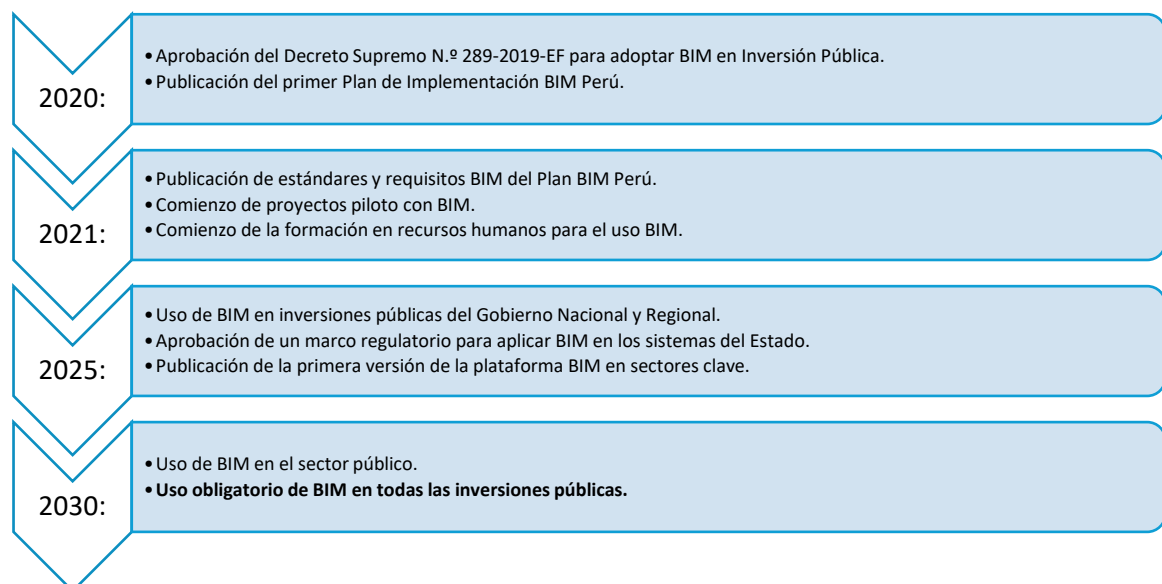 2020:
• Aprobación del Decreto Supremo N.º 289-2019-EF para adoptar BIM en Inversión Pública.
• Publicación del primer Plan de Implementación BIM Perú.
2021:
• Publicación de estándares y requisitos BIM del Plan BIM Perú.
• Comienzo de proyectos piloto con BIM.
• Comienzo de la formación en recursos humanos para el uso BIM.
2025:
• Uso de BIM en inversiones públicas del Gobierno Nacional y Regional.
• Aprobación de un marco regulatorio para aplicar BIM en los sistemas del Estado.
• Publicación de la primera versión de la plataforma BIM en sectores clave.
2030:
• Uso de BIM en el sector público.
• Uso obligatorio de BIM en todas las inversiones públicas.